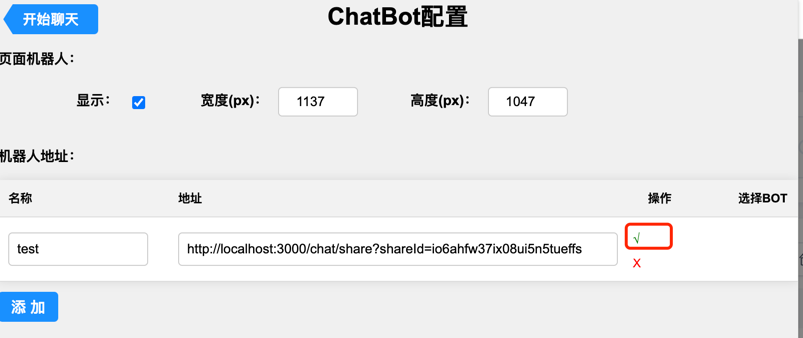 开始聊天
ChatBot配置
页面机器人：
显示： 宽度(px)： 1137 高度(px)： 1047
机器人地址：
名称 地址 操作 选择BOT
test http://localhost:3000/chat/share?shareId=io6ahfw37ix08ui5n5tueffs √
X
添 加